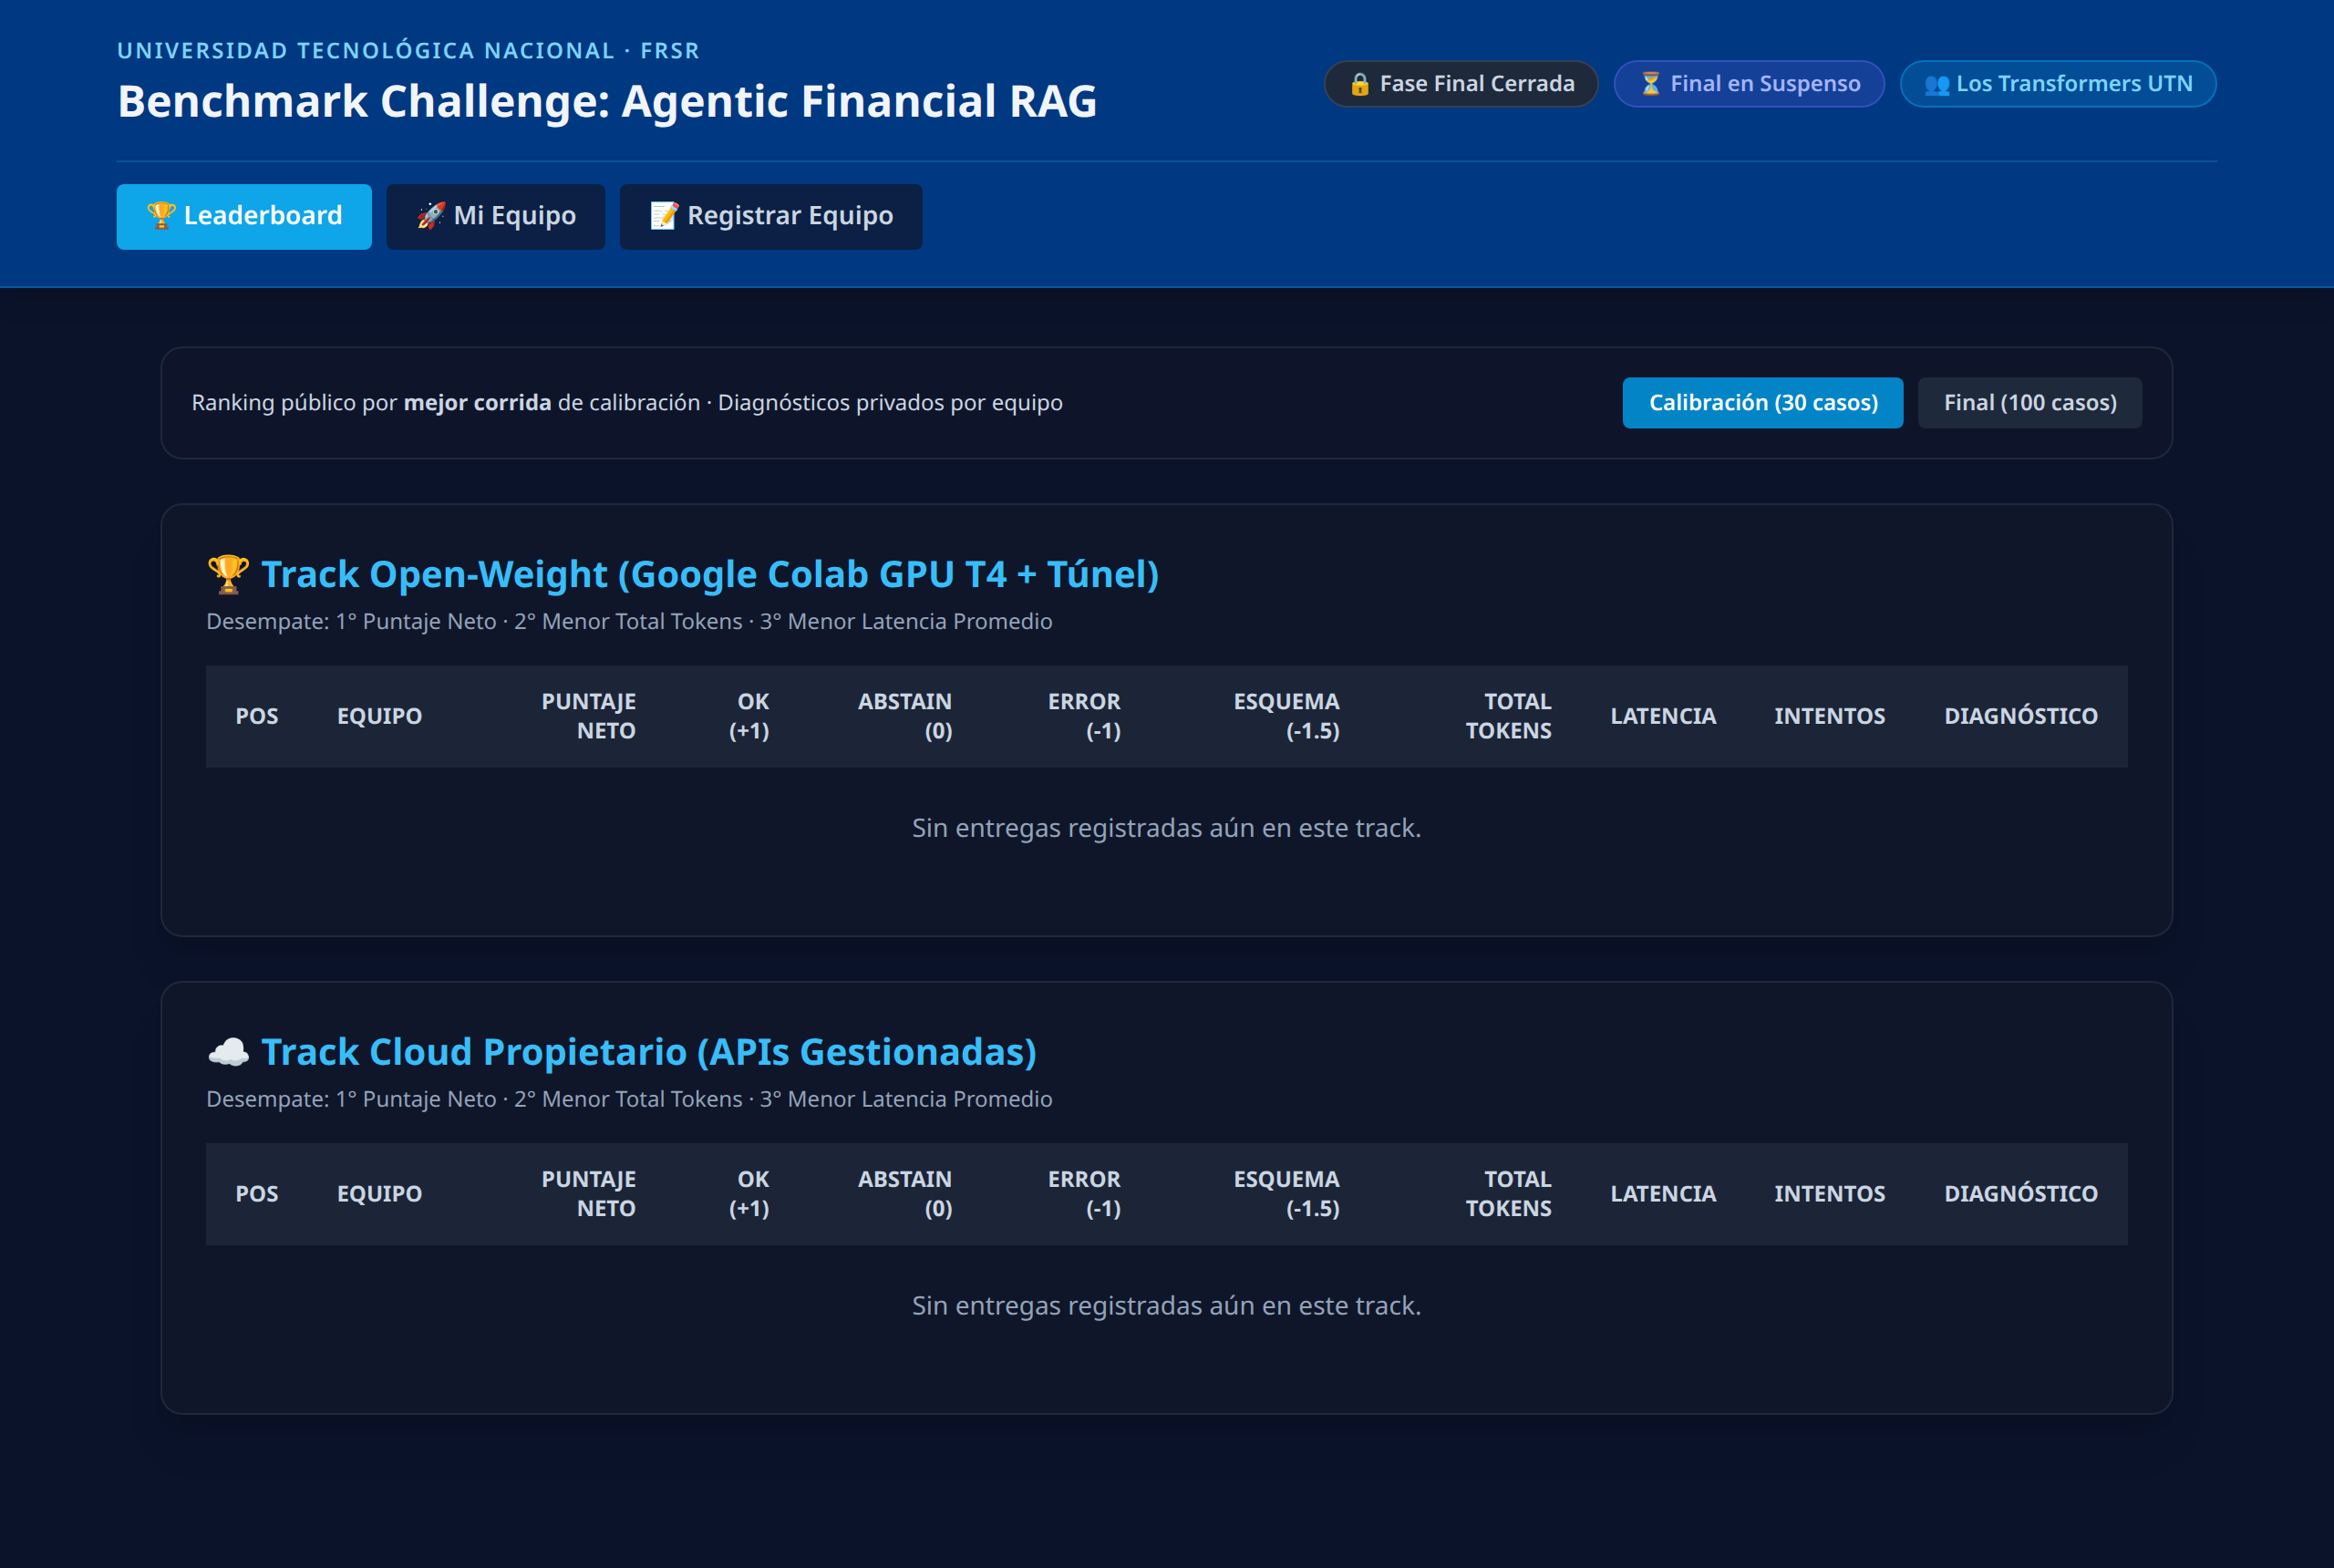 UNIVERSIDAD TECNOLÓGICA NACIONAL · FRSR
Benchmark Challenge: Agentic Financial RAG
🔒 Fase Final Cerrada
⏳ Final en Suspenso
👥 Los Transformers UTN
🏆 Leaderboard
🚀 Mi Equipo
📝 Registrar Equipo
Ranking público por mejor corrida de calibración · Diagnósticos privados por equipo
Calibración (30 casos)
Final (100 casos)
🏆 Track Open-Weight (Google Colab GPU T4 + Túnel)
Desempate: 1° Puntaje Neto · 2° Menor Total Tokens · 3° Menor Latencia Promedio
POS
EQUIPO
PUNTAJE
NETO
OK
(+1)
ABSTAIN
(0)
ERROR
(-1)
ESQUEMA
(-1.5)
TOTAL
TOKENS
LATENCIA
INTENTOS
DIAGNÓSTICO
Sin entregas registradas aún en este track.
☁️ Track Cloud Propietario (APIs Gestionadas)
Desempate: 1° Puntaje Neto · 2° Menor Total Tokens · 3° Menor Latencia Promedio
POS
EQUIPO
PUNTAJE
NETO
OK
(+1)
ABSTAIN
(0)
ERROR
(-1)
ESQUEMA
(-1.5)
TOTAL
TOKENS
LATENCIA
INTENTOS
DIAGNÓSTICO
Sin entregas registradas aún en este track.